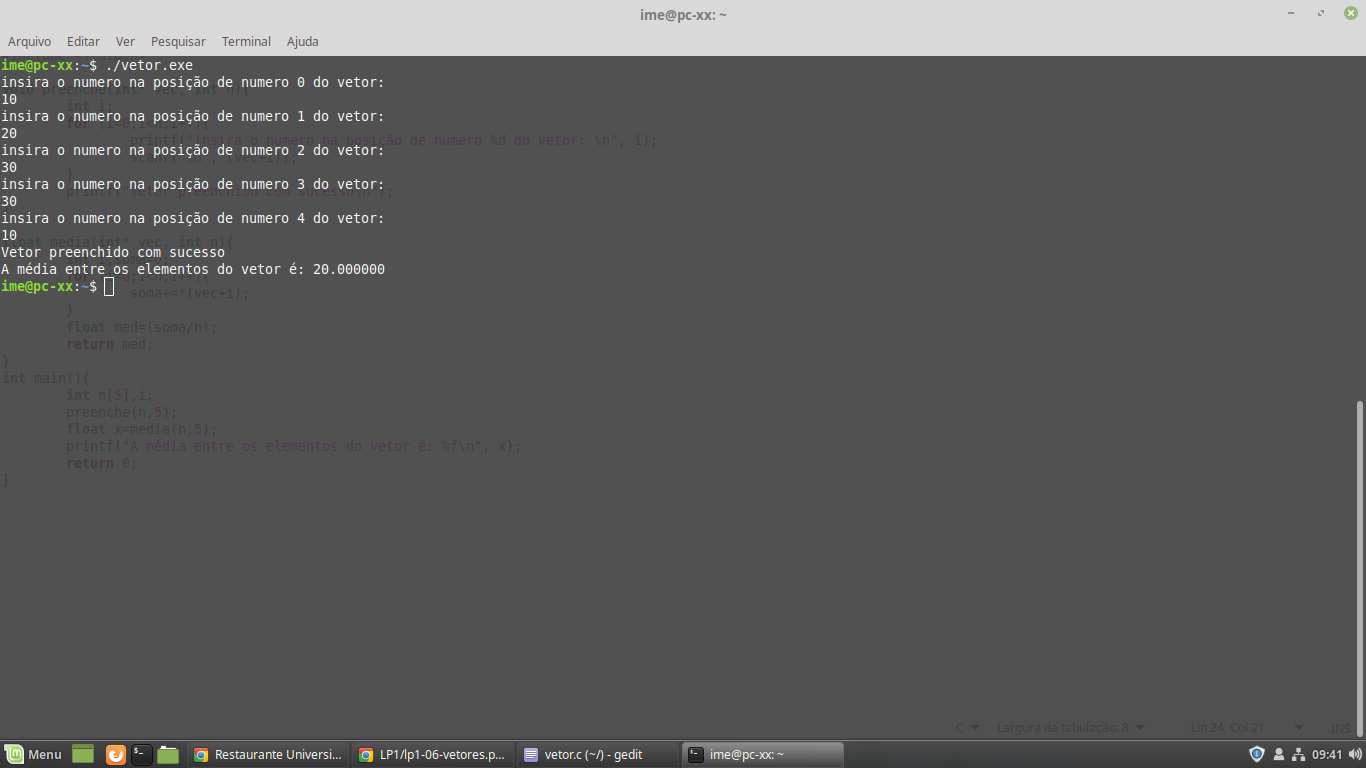 ime@pc-xx: ~
Arquivo Editar Ver Pesquisar Terminal Ajuda
ime@pc-xx:~$ ./vetor.exe
insira o numero na posição de numero 0 do vetor:
10
insira o numero na posição de numero 1 do vetor:
20
insira o numero na posição de numero 2 do vetor:
30
insira o numero na posição de numero 3 do vetor:
30
insira o numero na posição de numero 4 do vetor:
10
Vetor preenchido com sucesso
A média entre os elementos do vetor é: 20.000000
ime@pc-xx:~$
int i;
printf("insira o numero na posição de numero %d do vetor: \n", i);
media(int* vec, int n){
soma+=*(vec+i);
}
float med=(soma/n);
return med;
}
int main(){
int n[5],i;
preenche(n,5);
float x=media(n,5);
printf("A média entre os elementos do vetor é: %f\n", x);
return 0;
}
C Largura da tabulação: 8 Lin 24, Col 21 INS
Menu Restaurante Universi... LP1/lp1-06-vetores.p... vetor.c (~/) - gedit ime@pc-xx: ~ 09:41